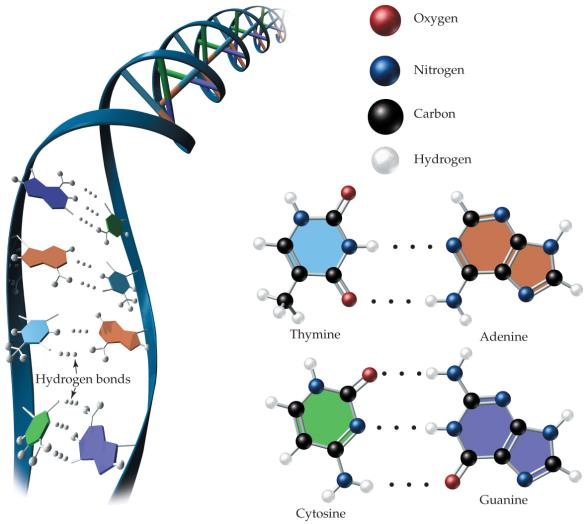 Oxygen
Nitrogen
Carbon
Hydrogen
Thymine
Adenine
Hydrogen bonds
Cytosine
Guanine